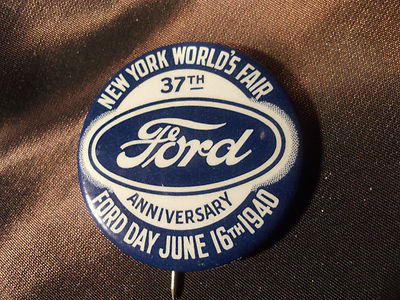 NEW YORK WORLD'S FAIR
37TH
Ford
ANNIVERSARY
FORD DAY JUNE 16TH 1940